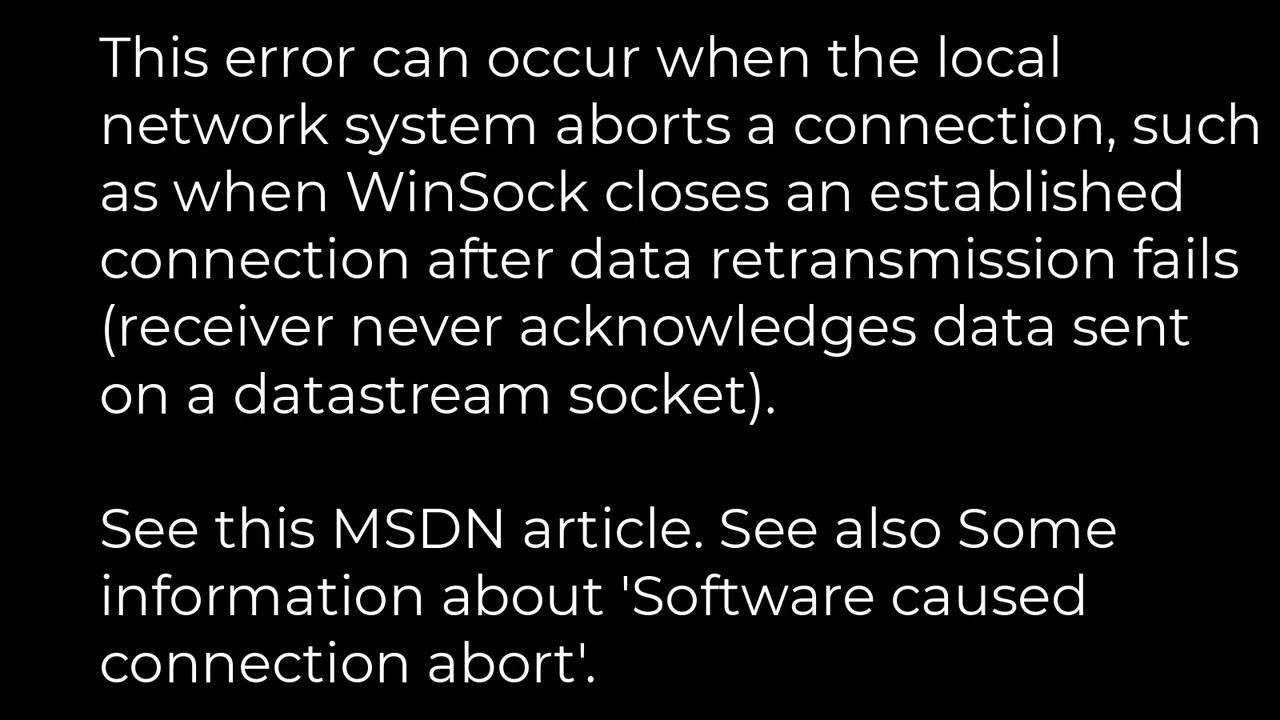 This error can occur when the local
network system aborts a connection, such
as when WinSock closes an established
connection after data retransmission fails
(receiver never acknowledges data sent
on a datastream socket).
See this MSDN article. See also Some
information about 'Software caused
connection abort'.